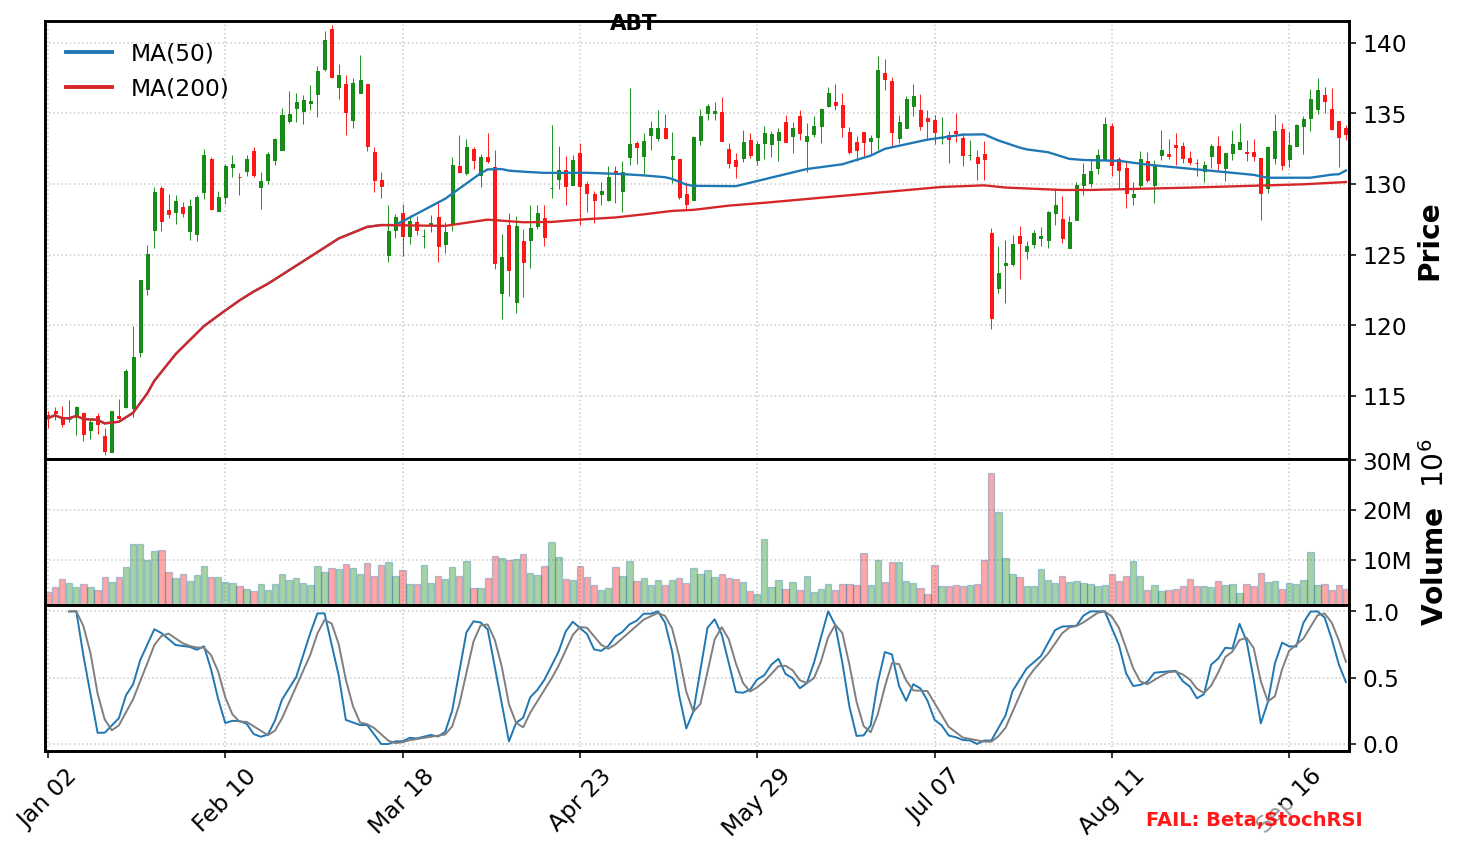 ABT
MA(50)
MA(200)
140
135
130
125
120
115
Price
30M
20M
10M
Volume 10^6
1.0
0.5
0.0
Jan 02
Feb 10
Mar 18
Apr 23
May 29
Jul 07
Aug 11
Sep 16
FAIL: Beta,StochRSI